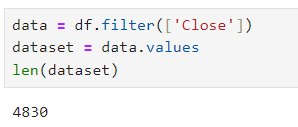 data = df.filter(['Close'])
dataset = data.values
len(dataset)
4830